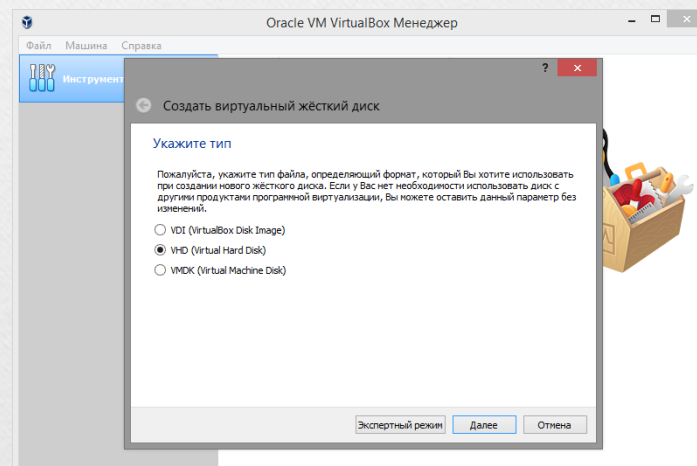 Oracle VM VirtualBox Менеджер
Файл Машина Справка
Инструмент
?
Создать виртуальный жёсткий диск
Укажите тип
Пожалуйста, укажите тип файла, определяющий формат, который Вы хотите использовать
при создании нового жёсткого диска. Если у Вас нет необходимости использовать диск с
другими продуктами программной виртуализации, Вы можете оставить данный параметр без
изменений.
VDI (VirtualBox Disk Image)
VHD (Virtual Hard Disk)
VMDK (Virtual Machine Disk)
Экспертный режим Далее Отмена